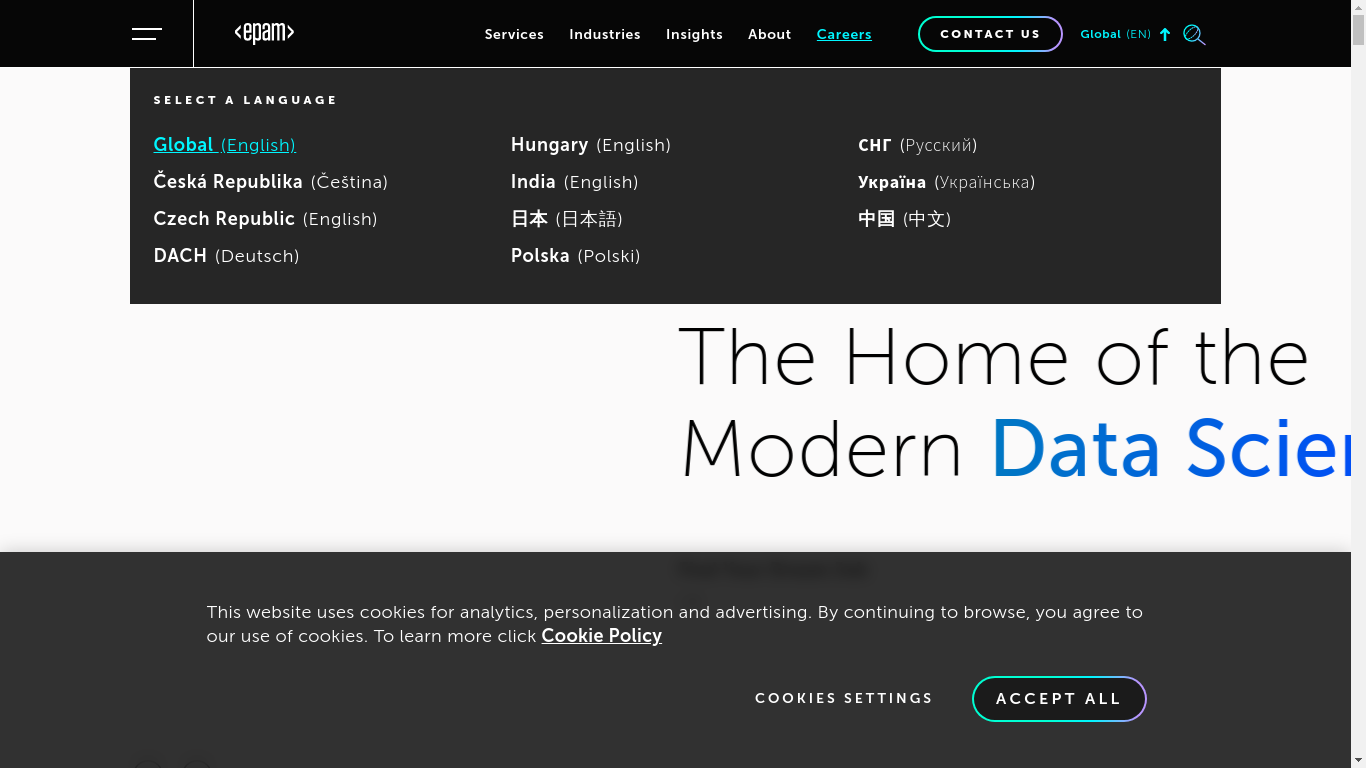 <epam>
Services Industries Insights About Careers CONTACT US Global (EN)
SELECT A LANGUAGE
Global (English)
Česká Republika (Čeština)
Czech Republic (English)
DACH (Deutsch)
Hungary (English)
India (English)
日本 (日本語)
Polska (Polski)
СНГ (Русский)
Україна (Українська)
中国 (中文)
The Home of the
Modern Data Scien
This website uses cookies for analytics, personalization and advertising. By continuing to browse, you agree to
our use of cookies. To learn more click Cookie Policy
COOKIES SETTINGS ACCEPT ALL